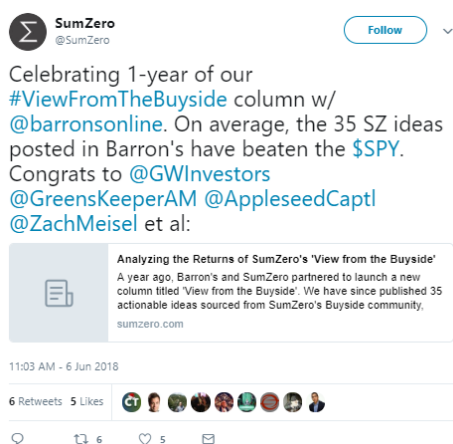 SumZero
@SumZero
Follow
Celebrating 1-year of our
#ViewFromTheBuyside column w/
@barronsonline. On average, the 35 SZ ideas
posted in Barron's have beaten the $SPY.
Congrats to @GWInvestors
@GreensKeeperAM @AppleseedCaptl
@ZachMeisel et al:
Analyzing the Returns of SumZero's 'View from the Buyside'
A year ago, Barron's and SumZero partnered to launch a new
column titled 'View from the Buyside'. We have since published 35
actionable ideas sourced from SumZero's Buyside community,
sumzero.com
11:03 AM - 6 Jun 2018
6 Retweets 5 Likes
CT
6 5